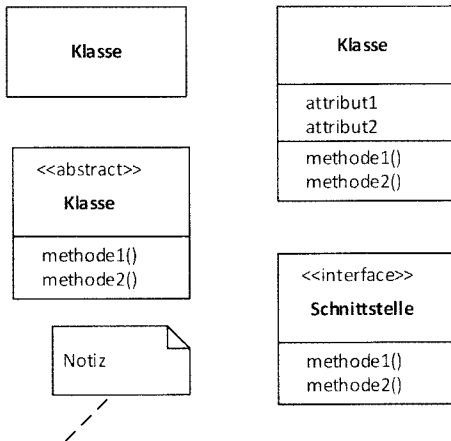 Klasse
Klasse
attribut1
attribut2
methode1()
methode2()
<<abstract>>
Klasse
methode1()
methode2()
<<interface>>
Schnittstelle
methode1()
methode2()
Notiz